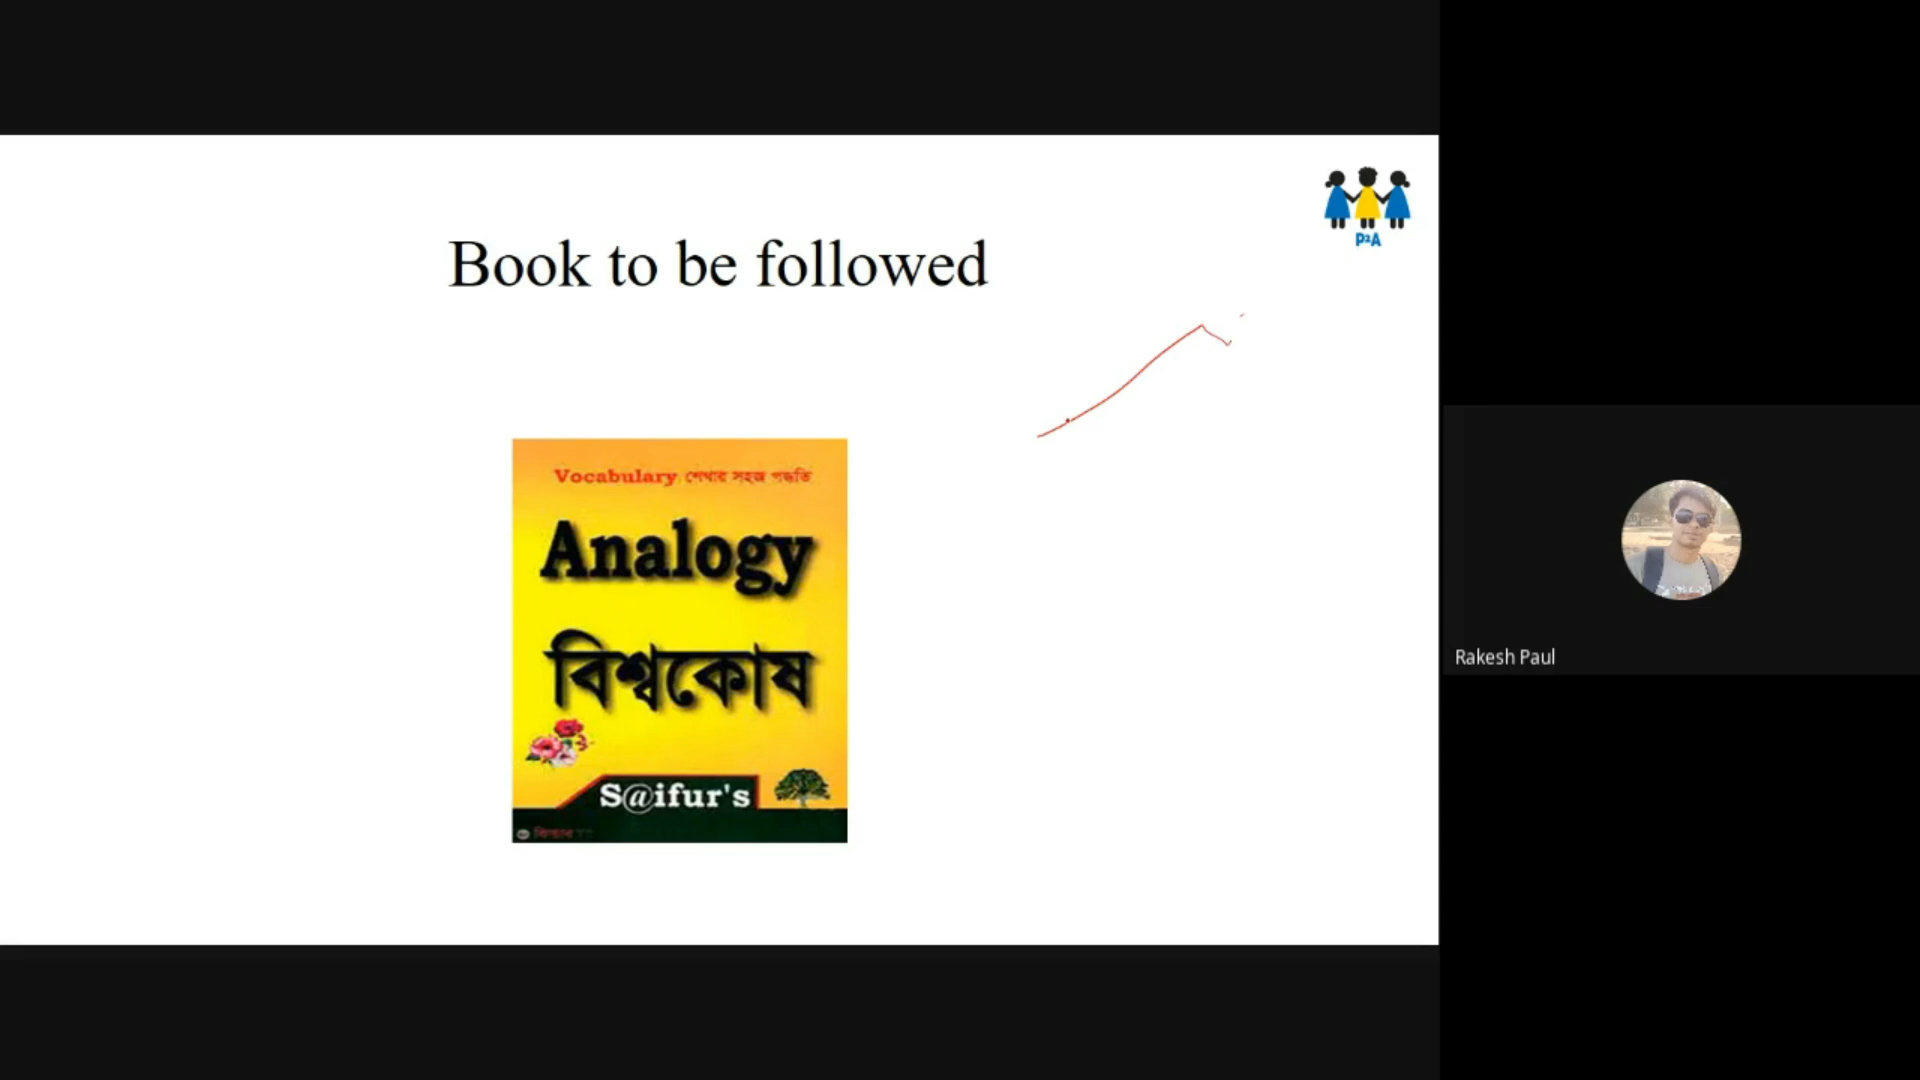 P²A
Book to be followed
Vocabulary শেখার সহজ পদ্ধতি
Analogy
বিশ্বকোষ
S@ifur's
Rakesh Paul